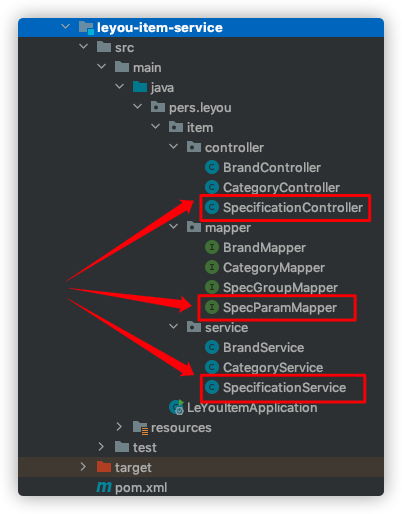 leyou-item-service
src
main
java
pers.leyou
item
controller
BrandController
CategoryController
SpecificationController
mapper
BrandMapper
CategoryMapper
SpecGroupMapper
SpecParamMapper
service
BrandService
CategoryService
SpecificationService
LeYouItemApplication
resources
test
target
pom.xml